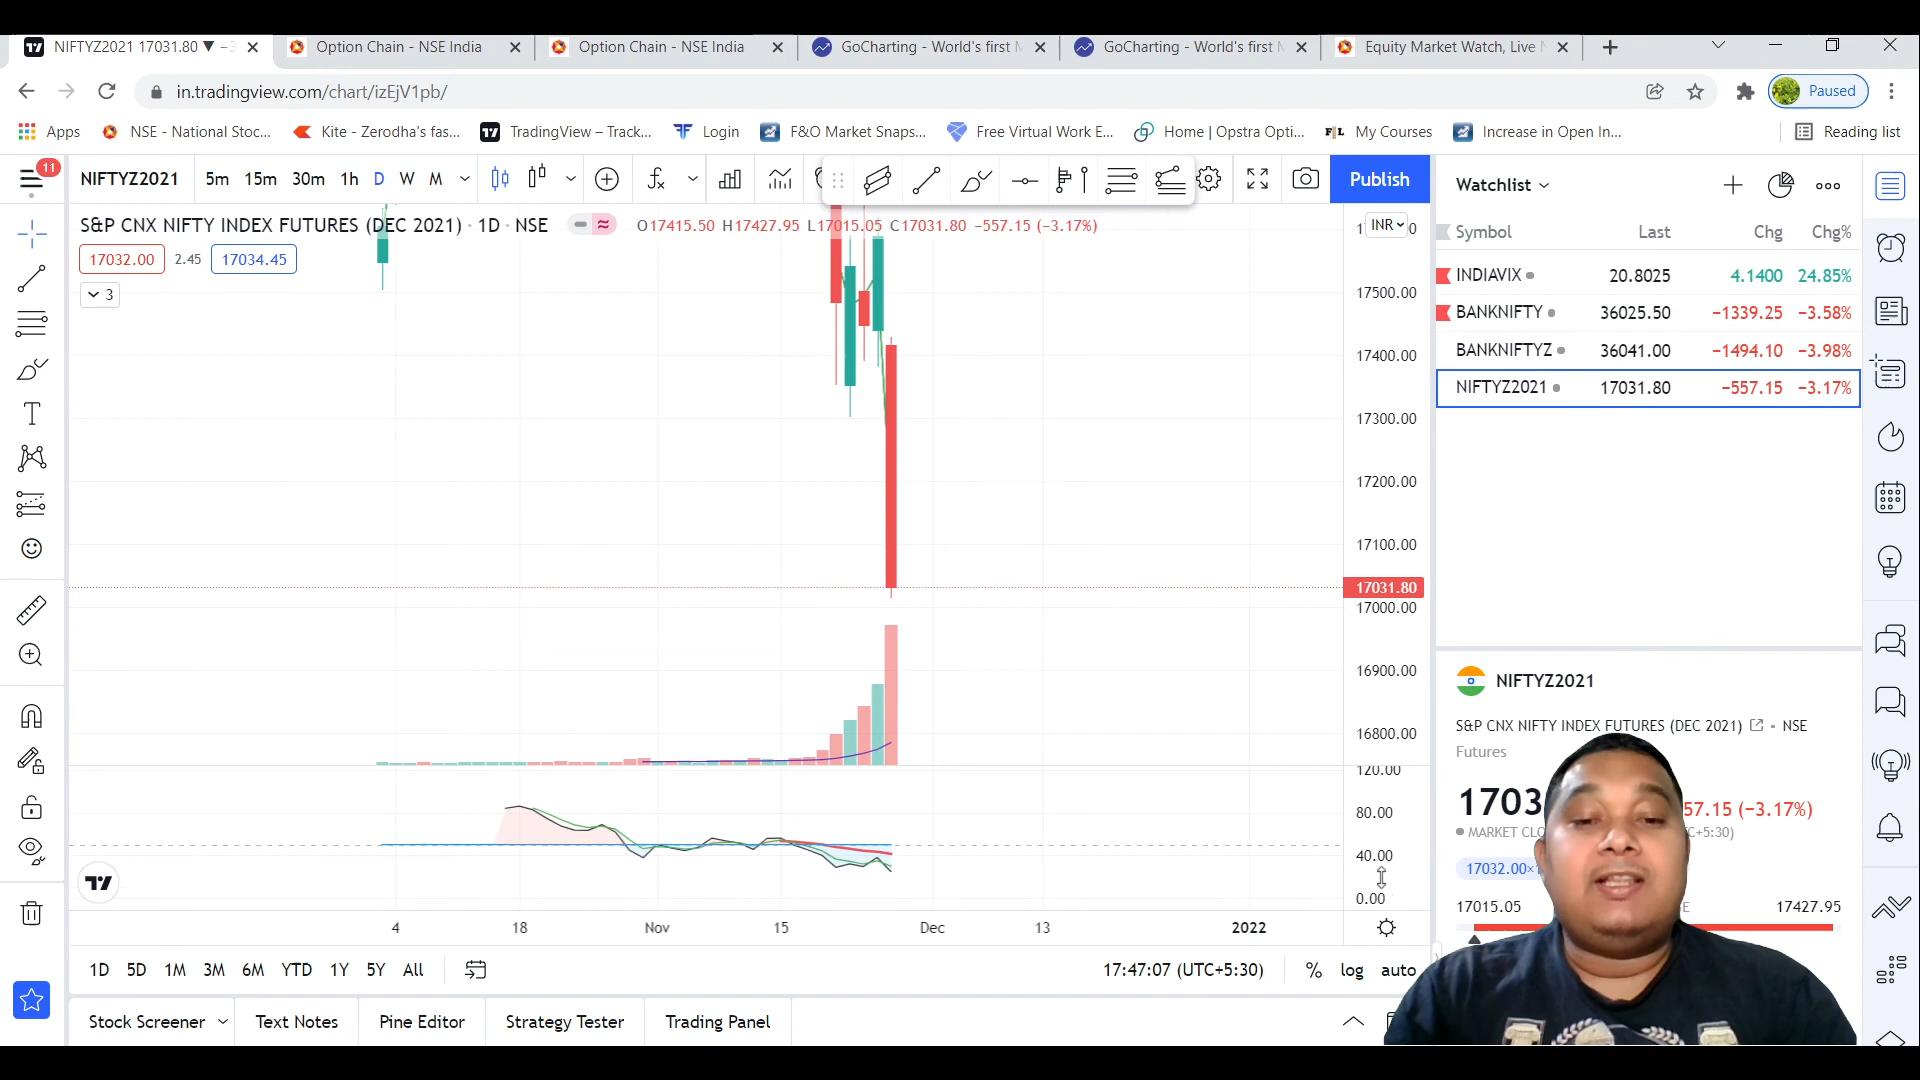 NIFTYZ2021 17031.80 ▼ −3
Option Chain - NSE India
Option Chain - NSE India
GoCharting - World's first
GoCharting - World's first
Equity Market Watch, Live
in.tradingview.com/chart/izEjV1pb/
Paused
Apps
NSE - National Stoc...
Kite - Zerodha's fas...
TradingView – Track...
Login
F&O Market Snaps...
Free Virtual Work E...
Home | Opstra Opti...
My Courses
Increase in Open In...
Reading list
11
NIFTYZ2021
5m 15m 30m 1h D W M
Publish
S&P CNX NIFTY INDEX FUTURES (DEC 2021) · 1D · NSE
O17415.50 H17427.95 L17015.05 C17031.80 −557.15 (−3.17%)
INR
17032.00 2.45 17034.45
3
17500.00
17400.00
17300.00
17200.00
17100.00
17031.80
17000.00
16900.00
16800.00
120.00
80.00
40.00
0.00
4 18 Nov 15 Dec 13 2022
1D 5D 1M 3M 6M YTD 1Y 5Y All
17:47:07 (UTC+5:30)
% log auto
Stock Screener
Text Notes
Pine Editor
Strategy Tester
Trading Panel
Watchlist
Symbol Last Chg Chg%
INDIAVIX 20.8025 4.1400 24.85%
BANKNIFTY 36025.50 −1339.25 −3.58%
BANKNIFTYZ 36041.00 −1494.10 −3.98%
NIFTYZ2021 17031.80 −557.15 −3.17%
NIFTYZ2021
S&P CNX NIFTY INDEX FUTURES (DEC 2021) • NSE
Futures
1703 57.15 (−3.17%)
MARKET CLO C+5:30)
17032.00×
17015.05 17427.95